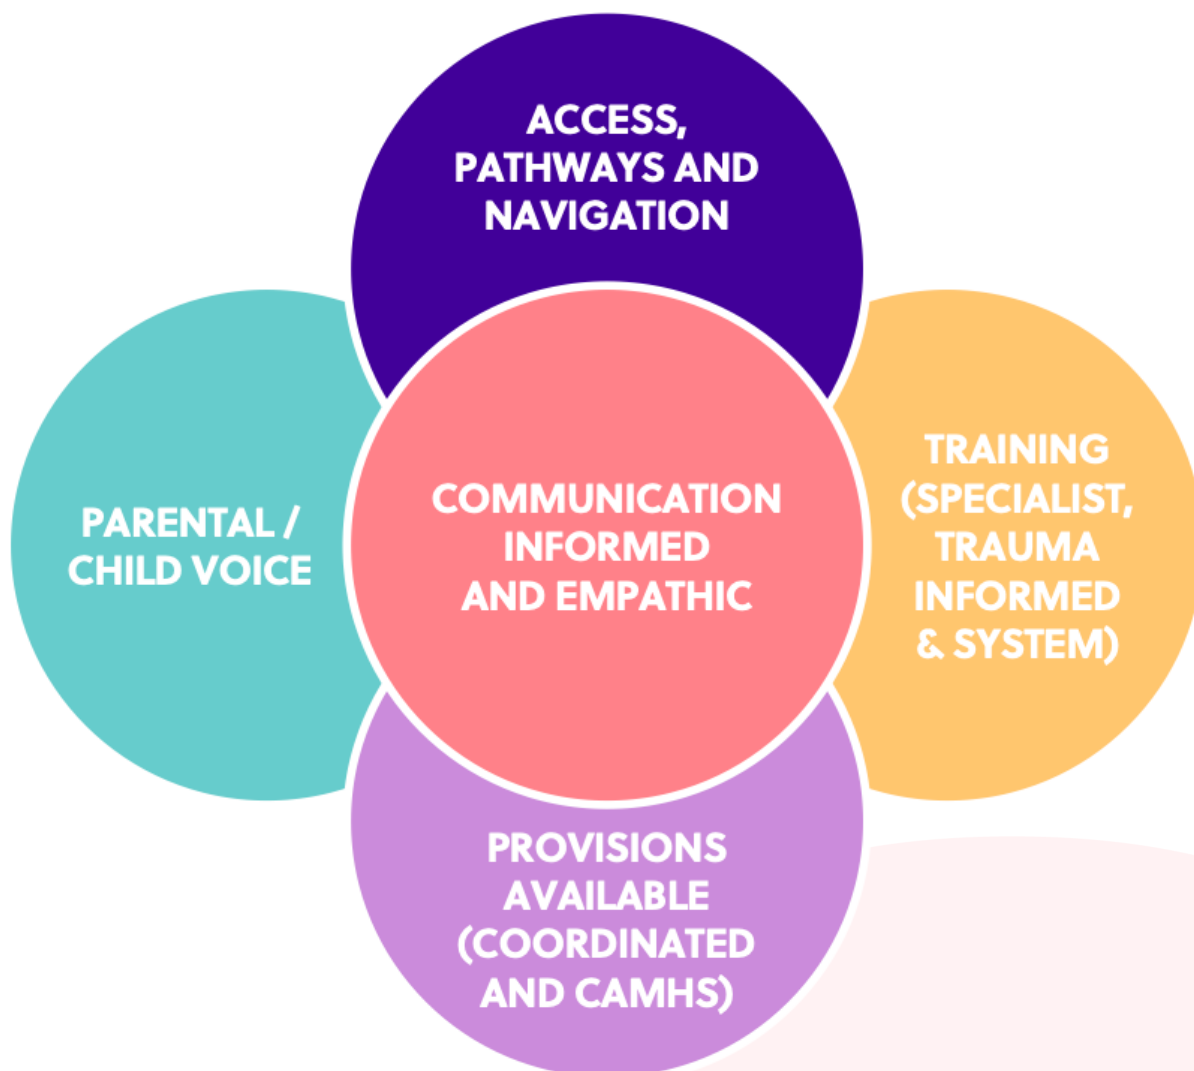 ACCESS,
PATHWAYS AND
NAVIGATION
PARENTAL /
CHILD VOICE
COMMUNICATION
INFORMED
AND EMPATHIC
TRAINING
(SPECIALIST,
TRAUMA
INFORMED
& SYSTEM)
PROVISIONS
AVAILABLE
(COORDINATED
AND CAMHS)